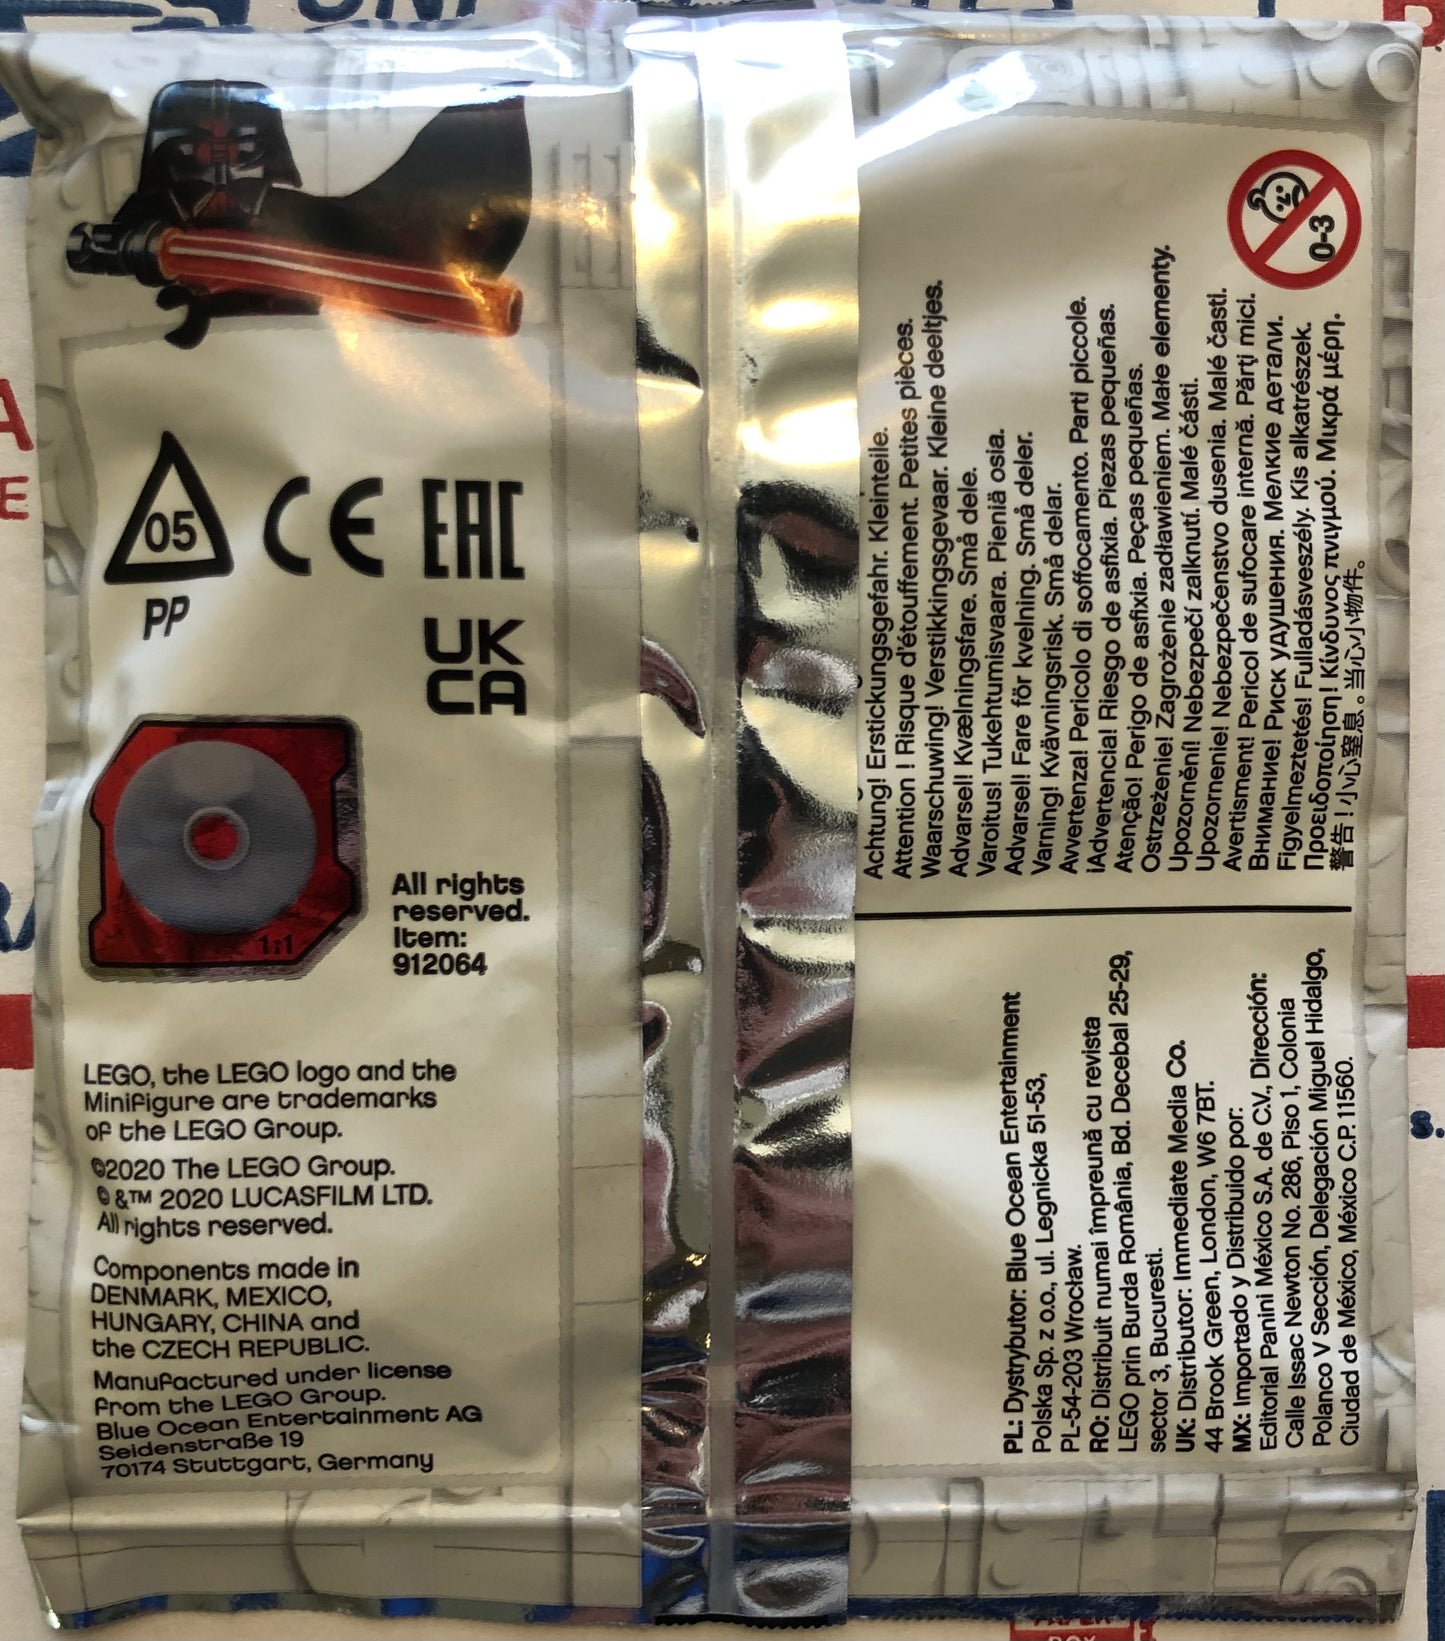 05
PP
CE
EAC
UK
CA
1:1
All rights
reserved.
Item:
912064
LEGO, the LEGO logo and the
Minifigure are trademarks
of the LEGO Group.
©2020 The LEGO Group.
© &™ 2020 LUCASFILM LTD.
All rights reserved.
Components made in
DENMARK, MEXICO,
HUNGARY, CHINA and
the CZECH REPUBLIC.
Manufactured under license
from the LEGO Group.
Blue Ocean Entertainment AG
Seidenstraße 19
70174 Stuttgart, Germany
0-3
Achtung! Erstickungsgefahr. Kleinteile.
Attention ! Risque d'étouffement. Petites pièces.
Waarschuwing! Verstikkingsgevaar. Kleine deeltjes.
Advarsel! Kvaelningsfare. Små dele.
Varoitus! Tukehtumisvaara. Pieniä osia.
Advarsel! Fare för kvelning. Små deler.
Varning! Kvävningsrisk. Små delar.
Avvertenza! Pericolo di soffocamento. Parti piccole.
¡Advertencia! Riesgo de asfixia. Piezas pequeñas.
Atenção! Perigo de asfixia. Peças pequeñas.
Ostrzeżenie! Zagrożenie zadławieniem. Małe elementy.
Upozornění! Nebezpečí zalknutí. Malé části.
Upozornenie! Nebezpečenstvo dusenia. Malé časti.
Avertisment! Pericol de sufocare internă. Părţi mici.
Внимание! Риск удушения. Мелкие детали.
Figyelmeztetés! Fulladásveszély. Kis alkatrészek.
Προειδοποίηση! Κίνδυνος πνιγμού. Μικρά μέρη.
警告!小心窒息。当心小物件。
PL: Dystrybutor: Blue Ocean Entertainment
Polska Sp. z o.o., ul. Legnicka 51-53,
PL-54-203 Wrocław.
RO: Distribuit numai împreună cu revista
LEGO prin Burda România, Bd. Decebal 25-29,
sector 3, Bucuresti.
UK: Distributor: Immediate Media Co.
44 Brook Green, London, W6 7BT.
MX: Importado y Distribuido por:
Editorial Panini México S.A. de C.V., Dirección:
Calle Issac Newton No. 286, Piso 1, Colonia
Polanco V Sección, Delegación Miguel Hidalgo,
Ciudad de México, México C.P. 11560.